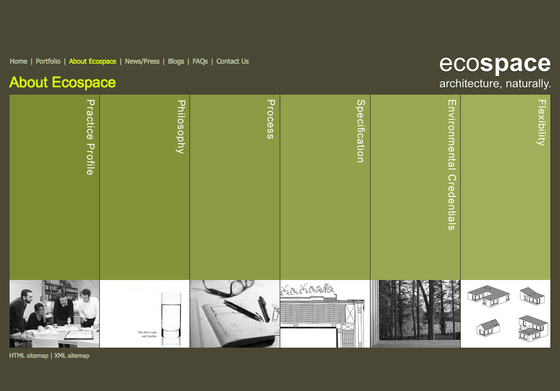 Home | Portfolio | About Ecospace | News/Press | Blogs | FAQs | Contact Us
ecospace
architecture, naturally.
About Ecospace
Practice Profile
Philosophy
Process
Specification
Environmental Credentials
Flexibility
HTML sitemap | XML sitemap